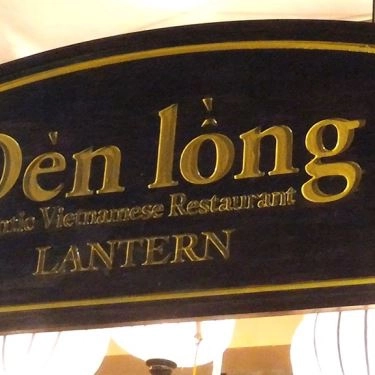 Đèn lồng
Vietnamese Restaurant
LANTERN